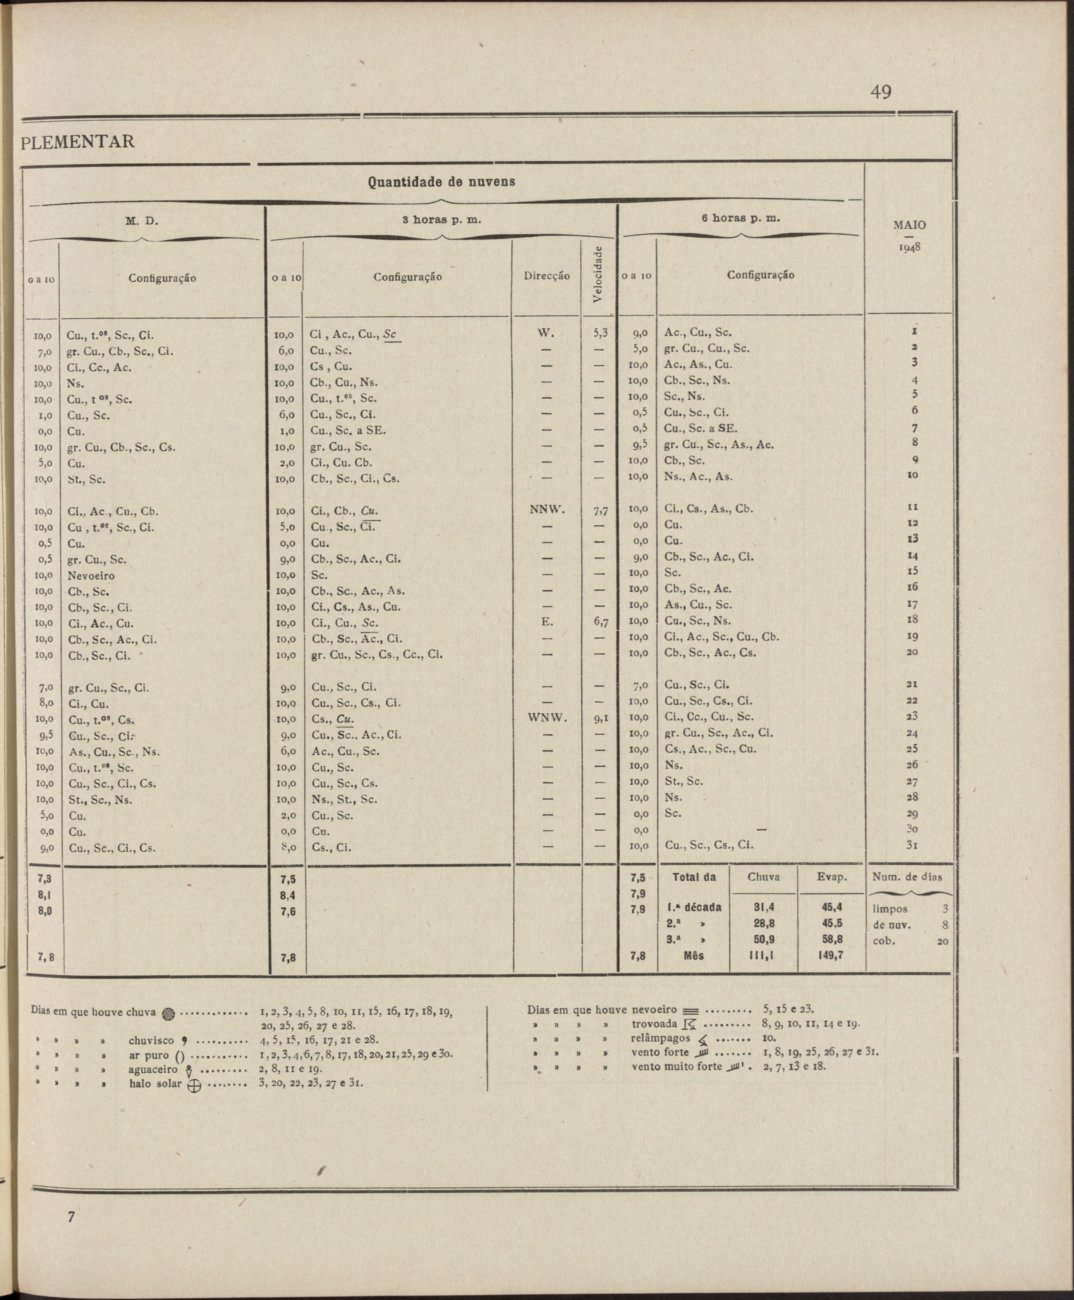 49
PLEMENTAR
Quantidade de nuvens
M. D. 3 horas p. m. 6 horas p. m. MAIO
1948
0 a 10 Configuração 0 a 10 Configuração Direcção Velocidade 0 a 10 Configuração
10,0 Cu., t.os, Sc., Ci. 10,0 Ci , Ac., Cu., Sc W. 5,3 9,0 Ac., Cu., Sc. 1
7,0 gr. Cu., Cb., Sc., Ci. 6,0 Cu., Sc. — — 5,0 gr. Cu., Cu., Sc. 2
10,0 Ci., Cc., Ac. 10,0 Cs , Cu. — — 10,0 Ac., As., Cu. 3
10,0 Ns. 10,0 Cb., Cu., Ns. — — 10,0 Cb., Sc., Ns. 4
10,0 Cu., t os, Sc. 10,0 Cu., t.os, Sc. — — 10,0 Sc., Ns. 5
1,0 Cu., Sc. 6,0 Cu., Sc., Ci. — — 0,5 Cu., Sc., Ci. 6
0,0 Cu. 1,0 Cu., Sc. a SE. — — 0,5 Cu., Sc. a SE. 7
10,0 gr. Cu., Cb., Sc., Cs. 10,0 gr. Cu., Sc. — — 9,5 gr. Cu., Sc., As., Ac. 8
5,0 Cu. 2,0 Ci., Cu. Cb. — — 10,0 Cb., Sc. 9
10,0 St., Sc. 10,0 Cb., Sc., Ci., Cs. — — 10,0 Ns., Ac., As. 10
10,0 Ci., Ac , Cu., Cb. 10,0 Ci., Cb., Cu. NNW. 7,7 10,0 Ci., Cs., As., Cb. 11
10,0 Cu , t.os, Sc., Ci. 5,0 Cu., Sc., Ci. — — 0,0 Cu. 12
0,5 Cu. 0,0 Cu. — — 0,0 Cu. 13
0,5 gr. Cu., Sc. 9,0 Cb., Sc., Ac., Ci. — — 9,0 Cb., Sc., Ac., Ci. 14
10,0 Nevoeiro 10,0 Sc. — — 10,0 Sc. 15
10,0 Cb., Sc. 10,0 Cb., Sc., Ac., As. — — 10,0 Cb., Sc., Ac. 16
10,0 Cb., Sc., Ci. 10,0 Ci., Cs., As., Cu. — — 10,0 As., Cu., Sc. 17
10,0 Ci., Ac., Cu. 10,0 Ci., Cu., Sc. E. 6,7 10,0 Cu., Sc., Ns. 18
10,0 Cb., Sc., Ac., Ci. 10,0 Cb., Sc., Ac., Ci. — — 10,0 Ci., Ac., Sc., Cu., Cb. 19
10,0 Cb., Sc., Ci. 10,0 gr. Cu., Sc., Cs., Cc., Ci. — — 10,0 Cb., Sc., Ac., Cs. 20
7,0 gr. Cu., Sc., Ci. 9,0 Cu., Sc., Ci. — — 7,0 Cu., Sc., Ci. 21
8,0 Ci., Cu. 10,0 Cu., Sc., Cs., Ci. — — 10,0 Cu., Sc., Cs., Ci. 22
10,0 Cu., t.os, Cs. 10,0 Cs., Cu. WNW. 9,1 10,0 Ci., Cc., Cu., Sc. 23
9,5 Cu., Sc., Ci. 9,0 Cu., Sc., Ac., Ci. — — 10,0 gr. Cu., Sc., Ac., Ci. 24
10,0 As., Cu., Sc., Ns. 6,0 Ac., Cu., Sc. — — 10,0 Cs., Ac., Sc., Cu. 25
10,0 Cu., t.os, Sc. 10,0 Cu., Sc. — — 10,0 Ns. 26
10,0 Cu., Sc., Ci., Cs. 10,0 Cu., Sc., Cs. — — 10,0 St., Sc. 27
10,0 St., Sc., Ns. 10,0 Ns., St., Sc. — — 10,0 Ns. 28
5,0 Cu. 2,0 Cu., Sc. — — 0,0 Sc. 29
0,0 Cu. 0,0 Cu. — — 0,0 — 30
9,0 Cu., Sc., Ci., Cs. 8,0 Cs., Ci. — — 10,0 Cu., Sc., Cs., Ci. 31
7,3 7,5 7,5 Total da Chuva Evap. Num. de dias
8,1 8,4 7,9
8,0 7,6 7,9 1.ª década 31,4 45,4 limpos 3
2.ª » 28,8 45,5 de nuv. 8
3.ª » 50,9 58,8 cob. 20
7,8 7,8 7,8 Mês 111,1 149,7
Dias em que houve chuva ............. 1, 2, 3, 4, 5, 8, 10, 11, 15, 16, 17, 18, 19,
20, 25, 26, 27 e 28.
» » » » chuvisco .......... 4, 5, 15, 16, 17, 21 e 28.
» » » » ar puro () ........... 1, 2, 3, 4, 6, 7, 8, 17, 18, 20, 21, 25, 29 e 30.
» » » » aguaceiro ......... 2, 8, 11 e 19.
» » » » halo solar ........ 3, 20, 22, 23, 27 e 31.
Dias em que houve nevoeiro ......... 5, 15 e 23.
» » » » trovoada ......... 8, 9, 10, 11, 14 e 19.
» » » » relâmpagos ....... 10.
» » » » vento forte ....... 1, 8, 19, 25, 26, 27 e 31.
» » » » vento muito forte . 2, 7, 13 e 18.
7